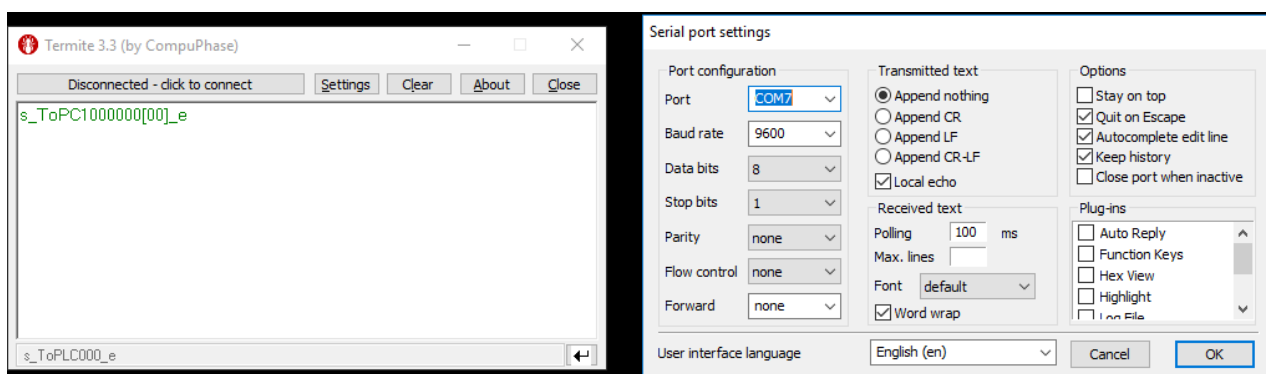 Termite 3.3 (by CompuPhase)
Disconnected - click to connect Settings Clear About Close
s_ToPC1000000[00]_e
s_ToPLC000_e
Serial port settings
Port configuration
Port COM7
Baud rate 9600
Data bits 8
Stop bits 1
Parity none
Flow control none
Forward none
Transmitted text
Append nothing
Append CR
Append LF
Append CR-LF
Local echo
Received text
Polling 100 ms
Max. lines
Font default
Word wrap
Options
Stay on top
Quit on Escape
Autocomplete edit line
Keep history
Close port when inactive
Plug-ins
Auto Reply
Function Keys
Hex View
Highlight
Log File
User interface language English (en) Cancel OK